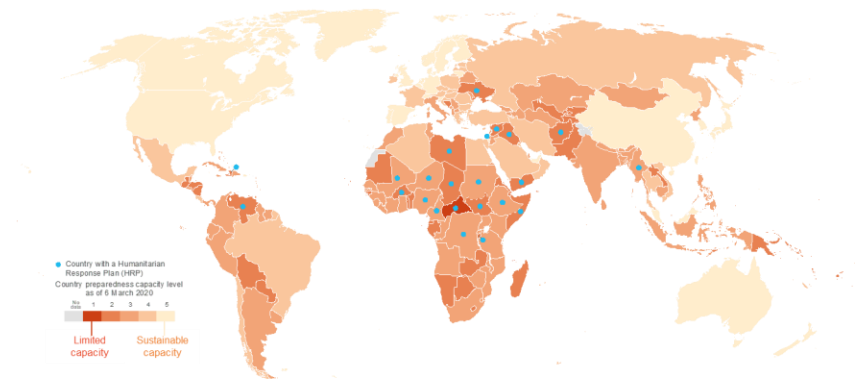 Country with a Humanitarian
Response Plan (HRP)
Country preparedness capacity level
as of 6 March 2020
No
data
1 2 3 4 5
Limited
capacity
Sustainable
capacity